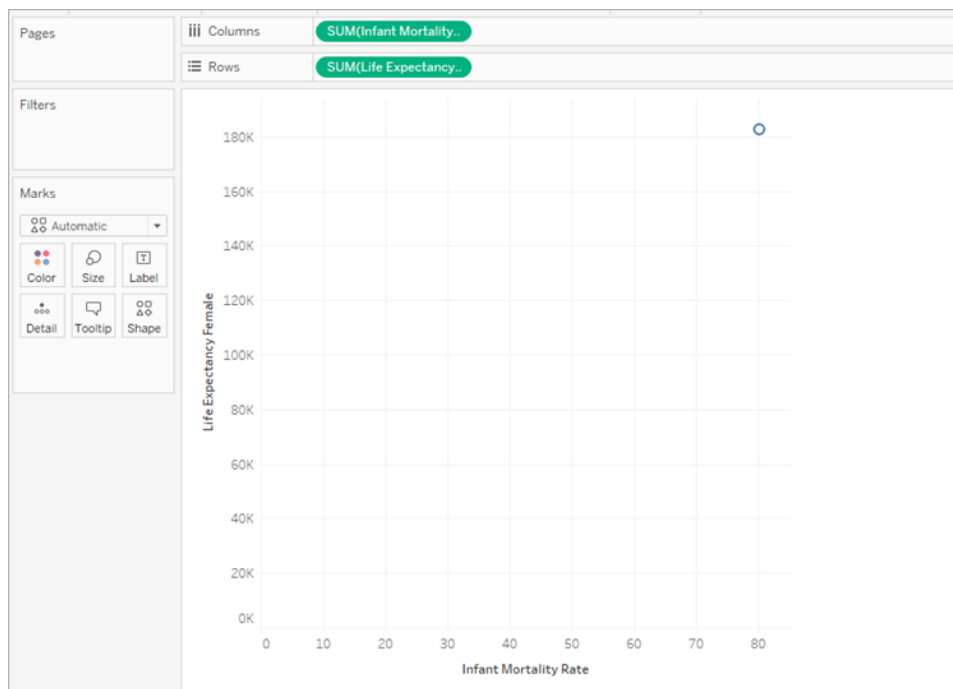 Pages
Columns
SUM(Infant Mortality..
Rows
SUM(Life Expectancy..
Filters
Marks
Automatic
Color
Size
Label
Detail
Tooltip
Shape
Life Expectancy Female
180K
160K
140K
120K
100K
80K
60K
40K
20K
0K
0 10 20 30 40 50 60 70 80
Infant Mortality Rate